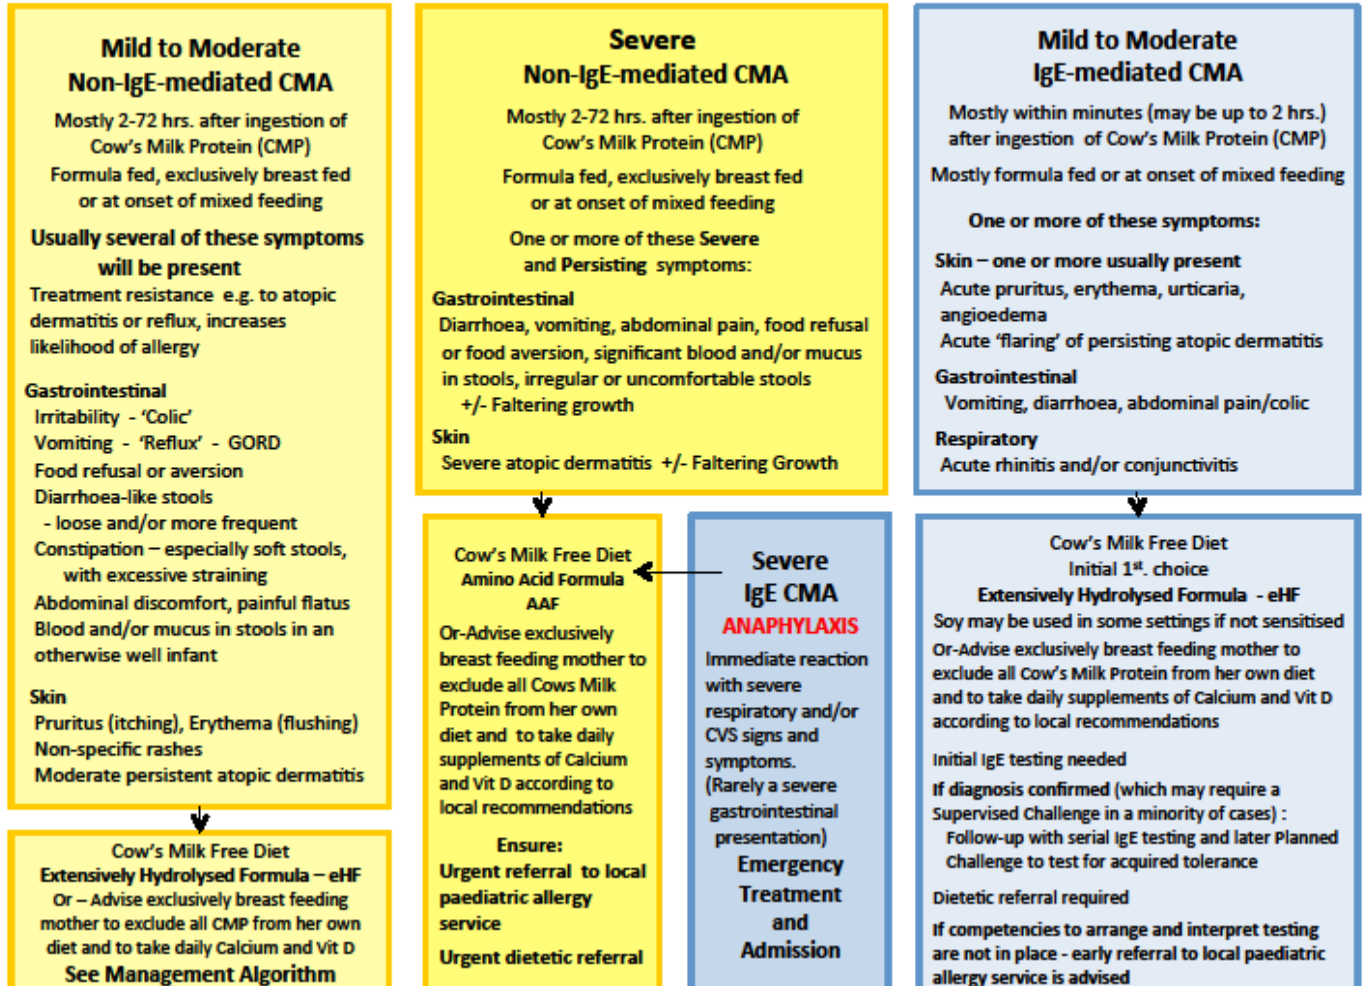 Mild to Moderate
Non-IgE-mediated CMA
Mostly 2-72 hrs. after ingestion of
Cow's Milk Protein (CMP)
Formula fed, exclusively breast fed
or at onset of mixed feeding
Usually several of these symptoms
will be present
Treatment resistance e.g. to atopic
dermatitis or reflux, increases
likelihood of allergy
Gastrointestinal
Irritability - 'Colic'
Vomiting - 'Reflux' - GORD
Food refusal or aversion
Diarrhoea-like stools
- loose and/or more frequent
Constipation – especially soft stools,
with excessive straining
Abdominal discomfort, painful flatus
Blood and/or mucus in stools in an
otherwise well infant
Skin
Pruritus (itching), Erythema (flushing)
Non-specific rashes
Moderate persistent atopic dermatitis
Cow's Milk Free Diet
Extensively Hydrolysed Formula – eHF
Or – Advise exclusively breast feeding
mother to exclude all CMP from her own
diet and to take daily Calcium and Vit D
See Management Algorithm
Severe
Non-IgE-mediated CMA
Mostly 2-72 hrs. after ingestion of
Cow's Milk Protein (CMP)
Formula fed, exclusively breast fed
or at onset of mixed feeding
One or more of these Severe
and Persisting symptoms:
Gastrointestinal
Diarrhoea, vomiting, abdominal pain, food refusal
or food aversion, significant blood and/or mucus
in stools, irregular or uncomfortable stools
+/- Faltering growth
Skin
Severe atopic dermatitis +/- Faltering Growth
Cow's Milk Free Diet
Amino Acid Formula
AAF
Or-Advise exclusively
breast feeding mother to
exclude all Cows Milk
Protein from her own
diet and to take daily
supplements of Calcium
and Vit D according to
local recommendations
Ensure:
Urgent referral to local
paediatric allergy
service
Urgent dietetic referral
Severe
IgE CMA
ANAPHYLAXIS
Immediate reaction
with severe
respiratory and/or
CVS signs and
symptoms.
(Rarely a severe
gastrointestinal
presentation)
Emergency
Treatment
and
Admission
Mild to Moderate
IgE-mediated CMA
Mostly within minutes (may be up to 2 hrs.)
after ingestion of Cow's Milk Protein (CMP)
Mostly formula fed or at onset of mixed feeding
One or more of these symptoms:
Skin – one or more usually present
Acute pruritus, erythema, urticaria,
angioedema
Acute 'flaring' of persisting atopic dermatitis
Gastrointestinal
Vomiting, diarrhoea, abdominal pain/colic
Respiratory
Acute rhinitis and/or conjunctivitis
Cow's Milk Free Diet
Initial 1st. choice
Extensively Hydrolysed Formula - eHF
Soy may be used in some settings if not sensitised
Or-Advise exclusively breast feeding mother to
exclude all Cow's Milk Protein from her own diet
and to take daily supplements of Calcium and Vit D
according to local recommendations
Initial IgE testing needed
If diagnosis confirmed (which may require a
Supervised Challenge in a minority of cases) :
Follow-up with serial IgE testing and later Planned
Challenge to test for acquired tolerance
Dietetic referral required
If competencies to arrange and interpret testing
are not in place - early referral to local paediatric
allergy service is advised